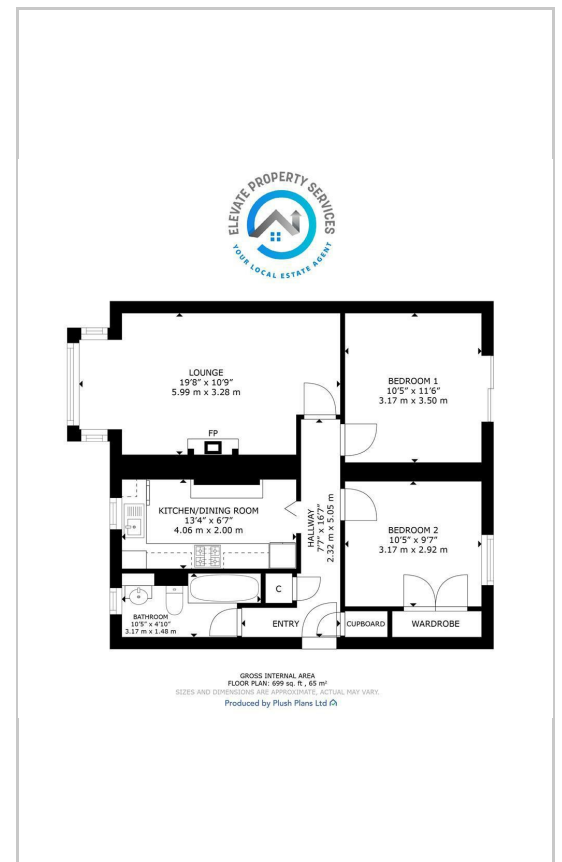 ELEVATE PROPERTY SERVICES
YOUR LOCAL ESTATE AGENT
LOUNGE
19'8" x 10'9"
5.99 m x 3.28 m
BEDROOM 1
10'5" x 11'6"
3.17 m x 3.50 m
FP
KITCHEN/DINING ROOM
13'4" x 6'7"
4.06 m x 2.00 m
HALLWAY
7'7" x 16'7"
2.32 m x 5.05 m
BEDROOM 2
10'5" x 9'7"
3.17 m x 2.92 m
C
BATHROOM
10'5" x 4'10"
3.17 m x 1.48 m
ENTRY
CUPBOARD
WARDROBE
GROSS INTERNAL AREA
FLOOR PLAN: 699 sq. ft , 65 m²
SIZES AND DIMENSIONS ARE APPROXIMATE, ACTUAL MAY VARY.
Produced by Plush Plans Ltd